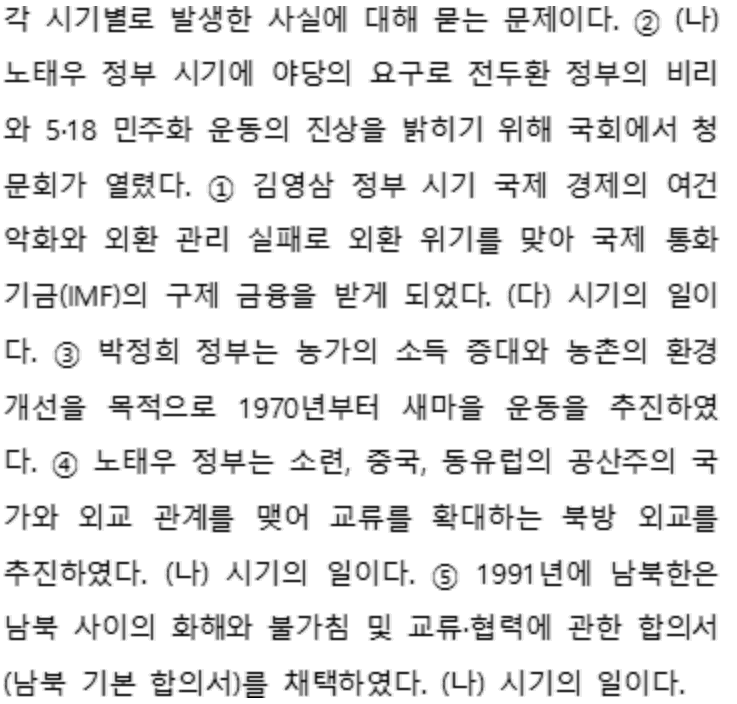 각 시기별로 발생한 사실에 대해 묻는 문제이다. ② (나)
노태우 정부 시기에 야당의 요구로 전두환 정부의 비리
와 5·18 민주화 운동의 진상을 밝히기 위해 국회에서 청
문회가 열렸다. ① 김영삼 정부 시기 국제 경제의 여건
악화와 외환 관리 실패로 외환 위기를 맞아 국제 통화
기금(IMF)의 구제 금융을 받게 되었다. (다) 시기의 일이
다. ③ 박정희 정부는 농가의 소득 증대와 농촌의 환경
개선을 목적으로 1970년부터 새마을 운동을 추진하였
다. ④ 노태우 정부는 소련, 중국, 동유럽의 공산주의 국
가와 외교 관계를 맺어 교류를 확대하는 북방 외교를
추진하였다. (나) 시기의 일이다. ⑤ 1991년에 남북한은
남북 사이의 화해와 불가침 및 교류·협력에 관한 합의서
(남북 기본 합의서)를 채택하였다. (나) 시기의 일이다.